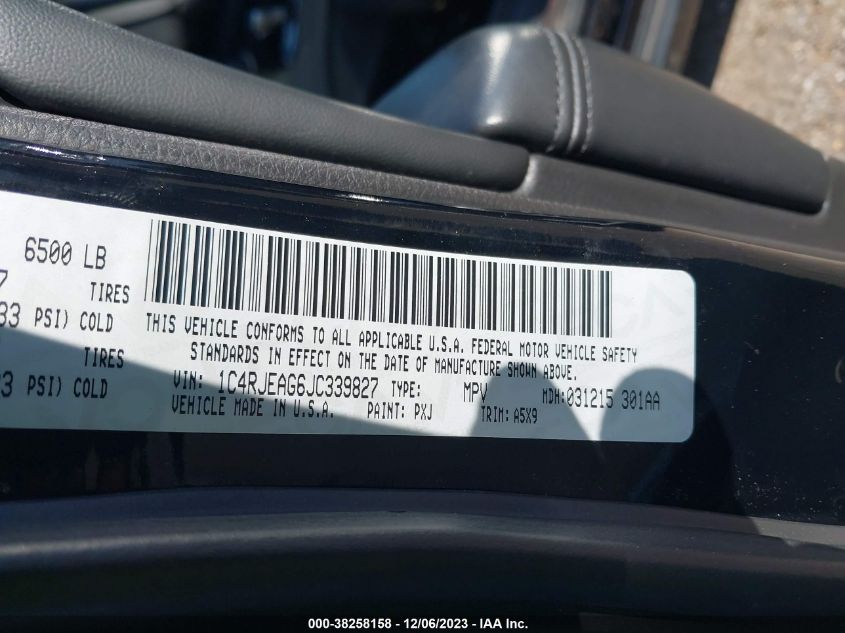 6500 LB
7 TIRES
33 PSI) COLD
TIRES
33 PSI) COLD
THIS VEHICLE CONFORMS TO ALL APPLICABLE U.S.A. FEDERAL MOTOR VEHICLE SAFETY
STANDARDS IN EFFECT ON THE DATE OF MANUFACTURE SHOWN ABOVE.
VIN: 1C4RJEAG6JC339827 TYPE: MPV MDH:031215 301AA
VEHICLE MADE IN U.S.A. PAINT: PXJ TRIM: A5X9
000-38258158 - 12/06/2023 - IAA Inc.